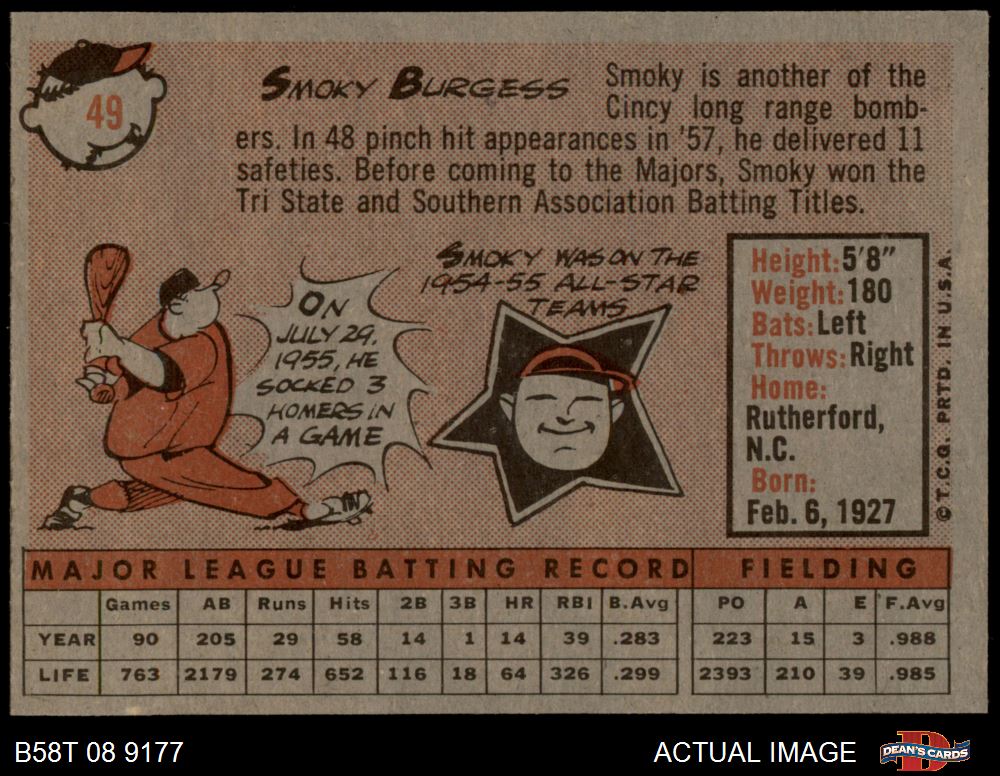 49
SMOKY BURGESS
Smoky is another of the
Cincy long range bomb-
ers. In 48 pinch hit appearances in '57, he delivered 11
safeties. Before coming to the Majors, Smoky won the
Tri State and Southern Association Batting Titles.
ON
JULY 29,
1955, HE
SOCKED 3
HOMERS IN
A GAME
SMOKY WAS ON THE
1954-55 ALL-STAR
TEAMS
Height: 5'8"
Weight: 180
Bats: Left
Throws: Right
Home:
Rutherford,
N.C.
Born:
Feb. 6, 1927
© T.C.G. PRTD. IN U.S.A.
MAJOR LEAGUE BATTING RECORD FIELDING
Games AB Runs Hits 2B 3B HR RBI B.Avg PO A E F.Avg
YEAR 90 205 29 58 14 1 14 39 .283 223 15 3 .988
LIFE 763 2179 274 652 116 18 64 326 .299 2393 210 39 .985
B58T 08 9177
ACTUAL IMAGE
D
DEAN'S CARDS